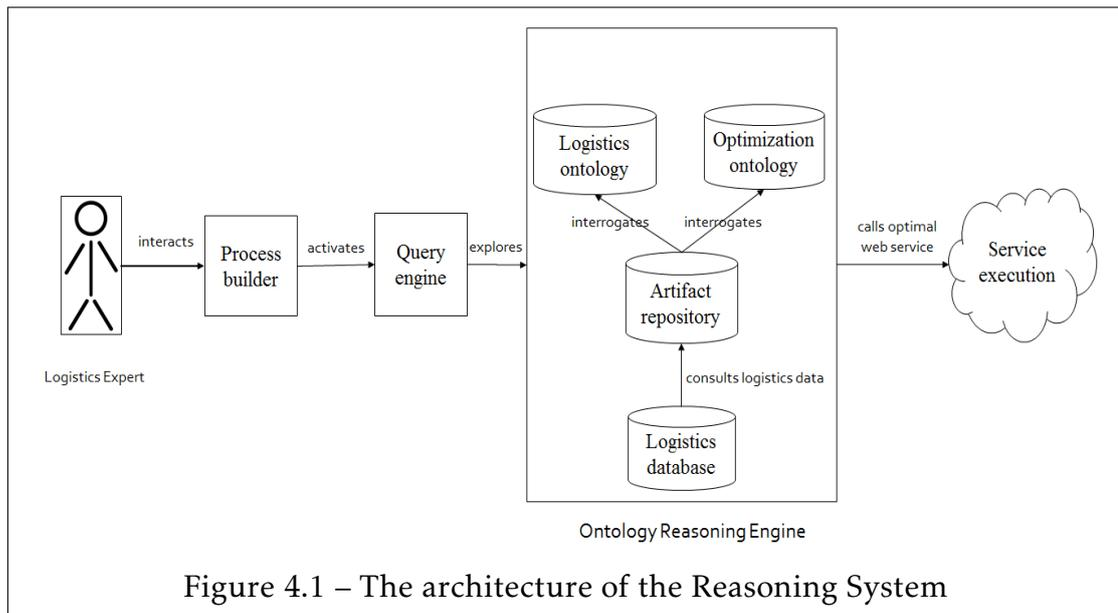 Logistics
ontology
Optimization
ontology
interrogates
interrogates
interacts
Process
builder
activates
Query
engine
explores
Artifact
repository
calls optimal
web service
Service
execution
Logistics Expert
consults logistics data
Logistics
database
Ontology Reasoning Engine
Figure 4.1 – The architecture of the Reasoning System